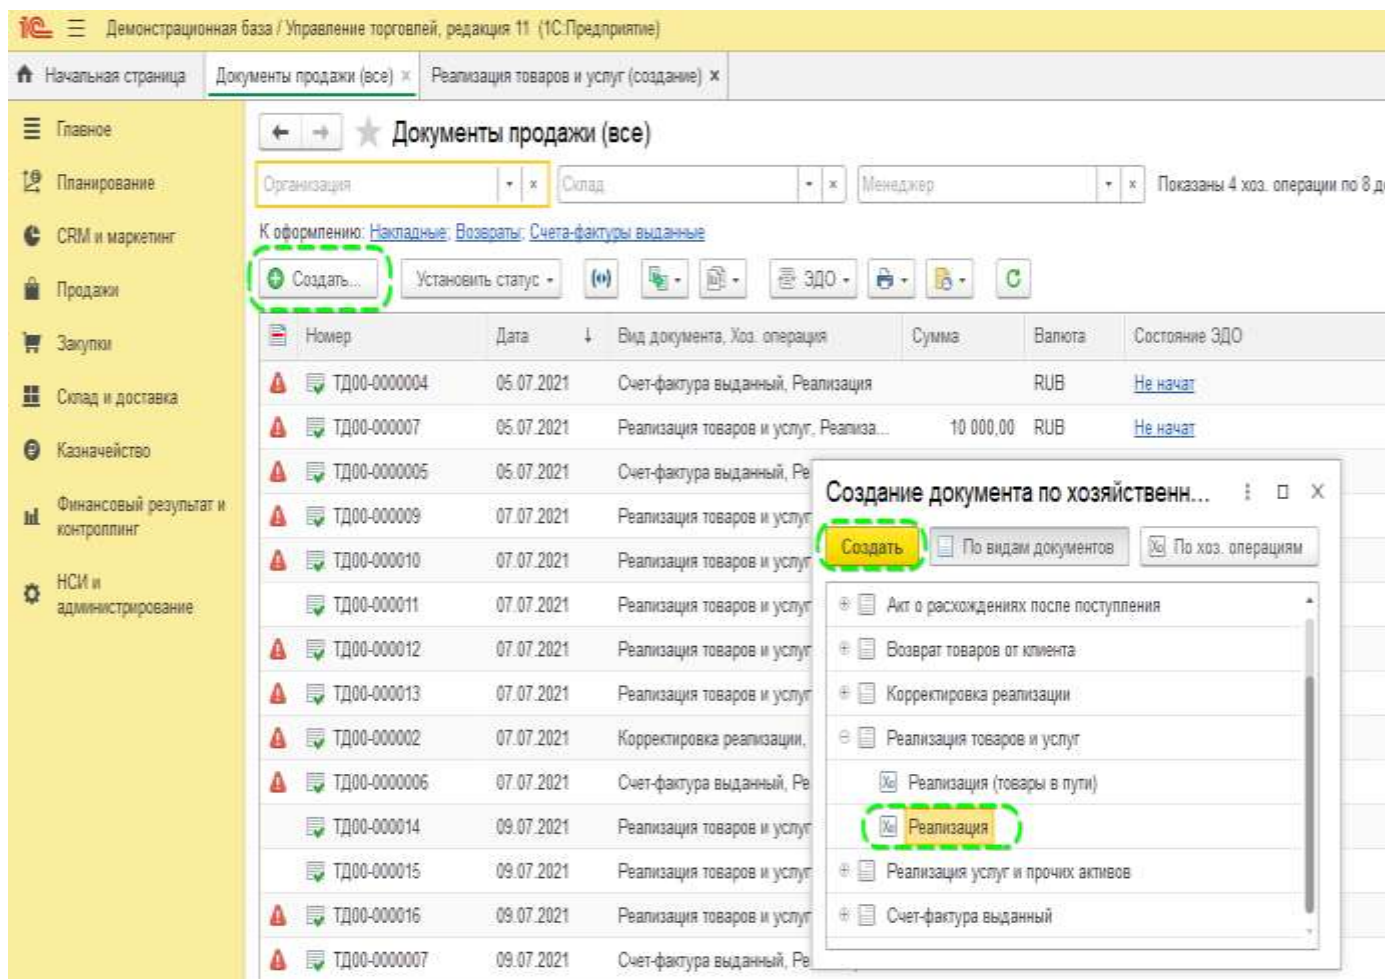 1С Демонстрационная база / Управление торговлей, редакция 11 (1С:Предприятие)
Начальная страница Документы продажи (все) × Реализация товаров и услуг (создание) ×
Главное
Планирование
CRM и маркетинг
Продажи
Закупки
Склад и доставка
Казначейство
Финансовый результат и
контроллинг
НСИ и
администрирование
Документы продажи (все)
Организация Склад Менеджер Показаны 4 хоз. операции по 8
К оформлению: Накладные; Возвраты; Счета-фактуры выданные
Создать... Установить статус ЭДО
Номер Дата ↓ Вид документа, Хоз. операция Сумма Валюта Состояние ЭДО
ТД00-0000004 05.07.2021 Счет-фактура выданный, Реализация RUB Не начат
ТД00-000007 05.07.2021 Реализация товаров и услуг, Реализа... 10 000,00 RUB Не начат
ТД00-0000005 05.07.2021 Счет-фактура выданный, Ре
ТД00-000009 07.07.2021 Реализация товаров и услуг
ТД00-000010 07.07.2021 Реализация товаров и услуг
ТД00-000011 07.07.2021 Реализация товаров и услуг
ТД00-000012 07.07.2021 Реализация товаров и услуг
ТД00-000013 07.07.2021 Реализация товаров и услуг
ТД00-000002 07.07.2021 Корректировка реализации,
ТД00-0000006 07.07.2021 Счет-фактура выданный, Ре
ТД00-000014 09.07.2021 Реализация товаров и услуг
ТД00-000015 09.07.2021 Реализация товаров и услуг
ТД00-000016 09.07.2021 Реализация товаров и услуг
ТД00-0000007 09.07.2021 Счет-фактура выданный, Ре
Создание документа по хозяйственн...
Создать По видам документов По хоз. операциям
Акт о расхождениях после поступления
Возврат товаров от клиента
Корректировка реализации
Реализация товаров и услуг
Реализация (товары в пути)
Реализация
Реализация услуг и прочих активов
Счет-фактура выданный